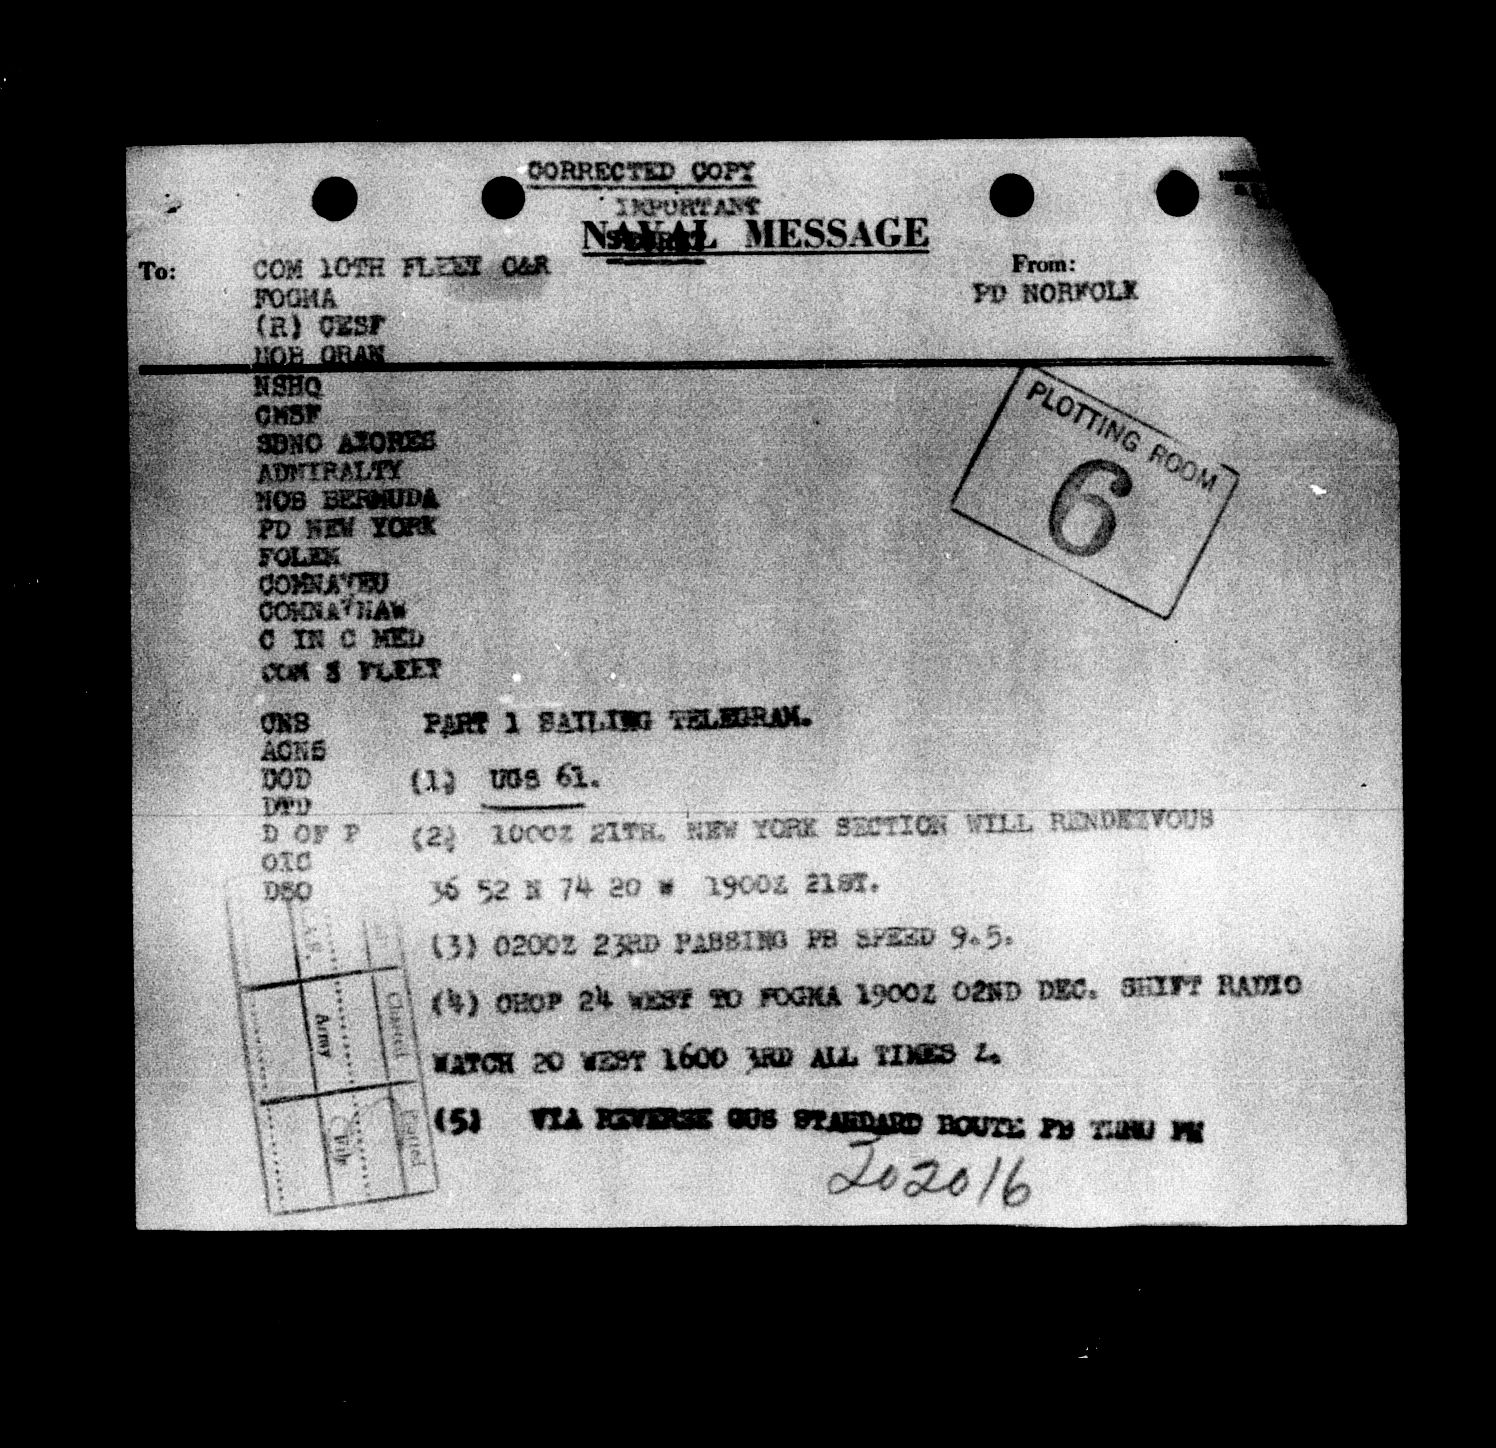 CORRECTED COPY
IMPORTANT
NAVAL MESSAGE
To:
From:
COM 10TH FLEET C&R
PD NORFOLK
FOGMA
(R) CESF
NOB ORAN
NSHQ
CMSF
SBNO AZORES
ADMIRALTY
NOB BERMUDA
PD NEW YORK
FOLEM
COMNAVEU
COMNAVNAW
C IN C MED
COM 8 FLEET
PLOTTING ROOM
6
CNS
PART 1 SAILING TELEGRAM.
ACNS
DOD
(1) UGS 61.
DTD
D OF P
(2) 1000Z 21TH. NEW YORK SECTION WILL RENDEZVOUS
OIC
DSO
36 52 N 74 20 W 1900Z 21ST.
(3) 0200Z 23RD PASSING PB SPEED 9.5.
(4) CHOP 24 WEST TO FOGMA 1900Z 02ND DEC. SHIFT RADIO
WATCH 20 WEST 1600 3RD ALL TIMES Z.
(5) VIA REVERSE GUS STANDARD ROUTE PB THRU
202016
Charted
Army